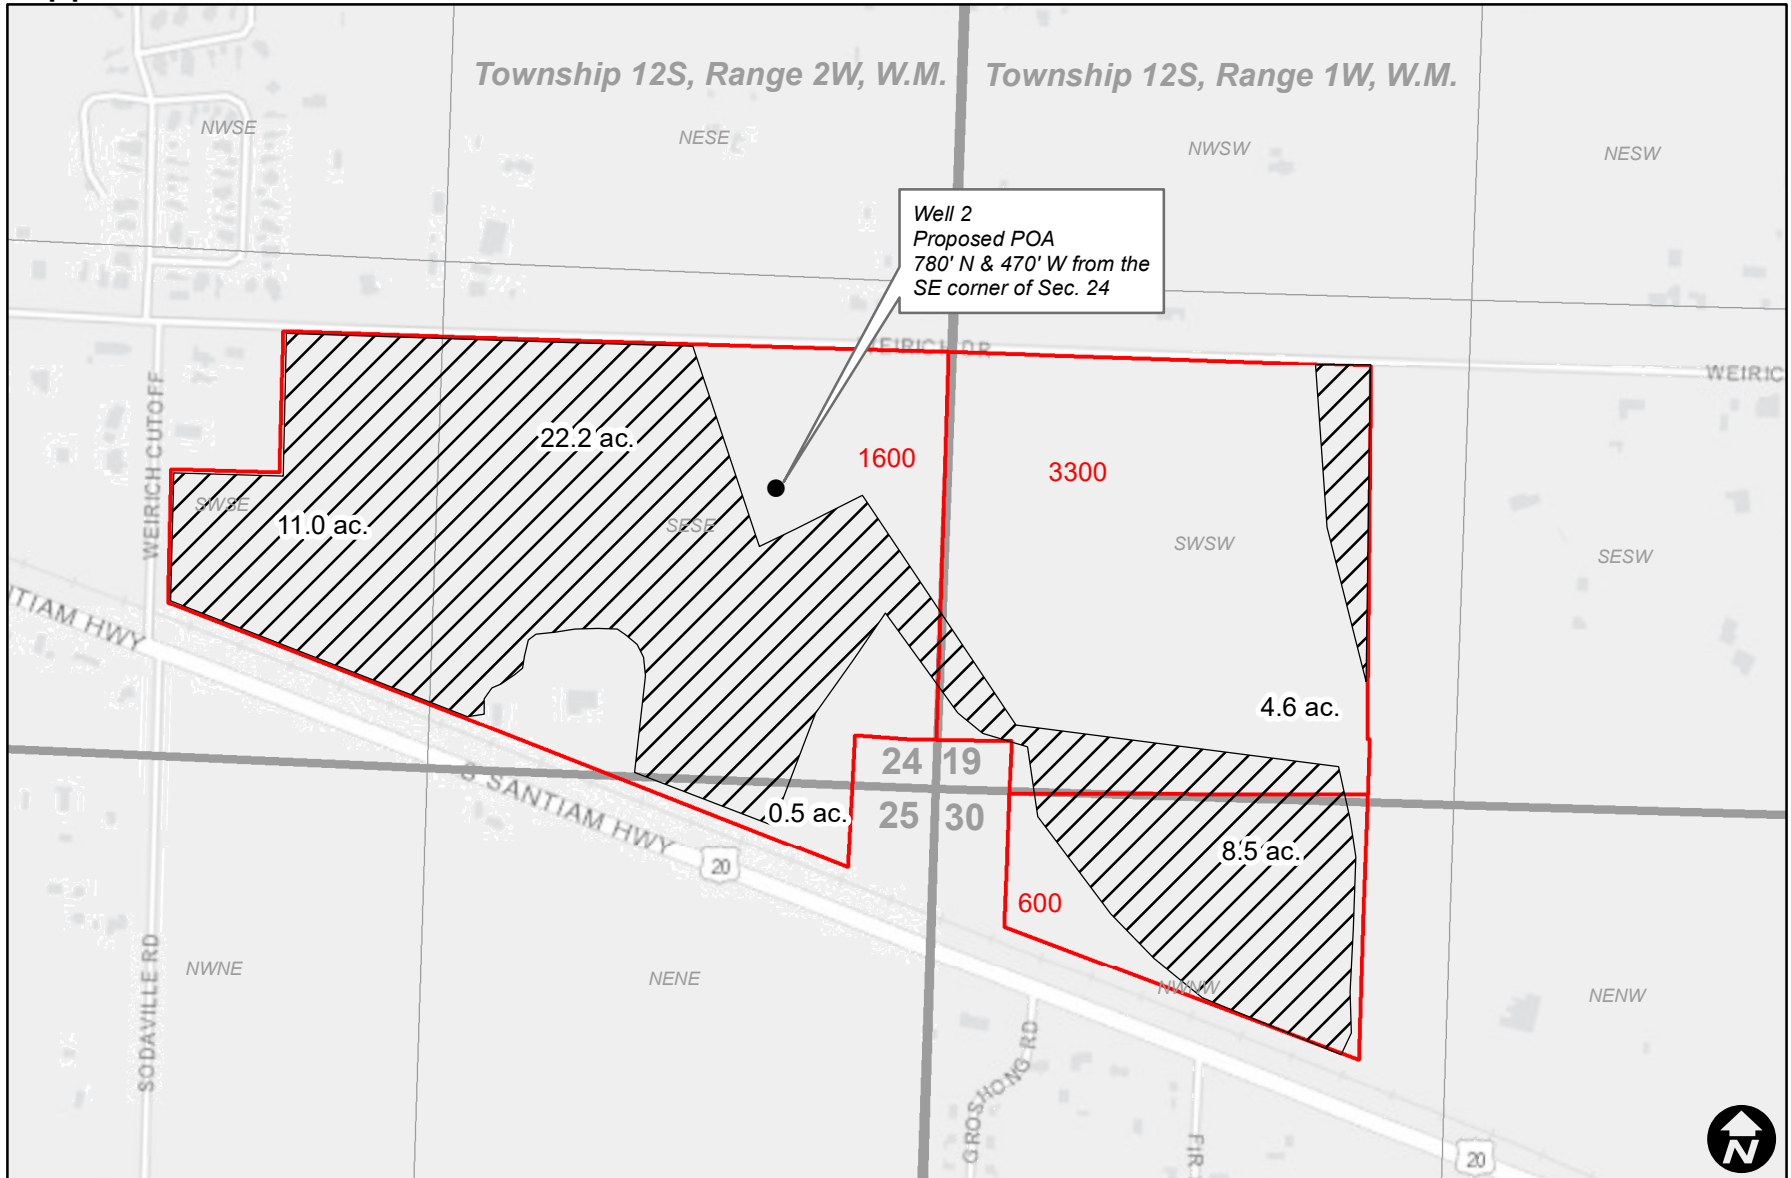 Township 12S, Range 2W, W.M.
Township 12S, Range 1W, W.M.
NWSE
NESE
NWSW
NESW
Well 2
Proposed POA
780' N & 470' W from the
SE corner of Sec. 24
WEIRICH DR
WEIRIC
WEIRICH CUTOFF
22.2 ac.
1600
3300
SWSE
11.0 ac.
SESE
SWSW
SESW
TIAM HWY
4.6 ac.
24
19
S SANTIAM HWY
0.5 ac.
25
30
20
8.5 ac.
600
SODAVILLE RD
NWNE
NENE
NWNW
NENW
GROSHONG RD
FIR
20
N